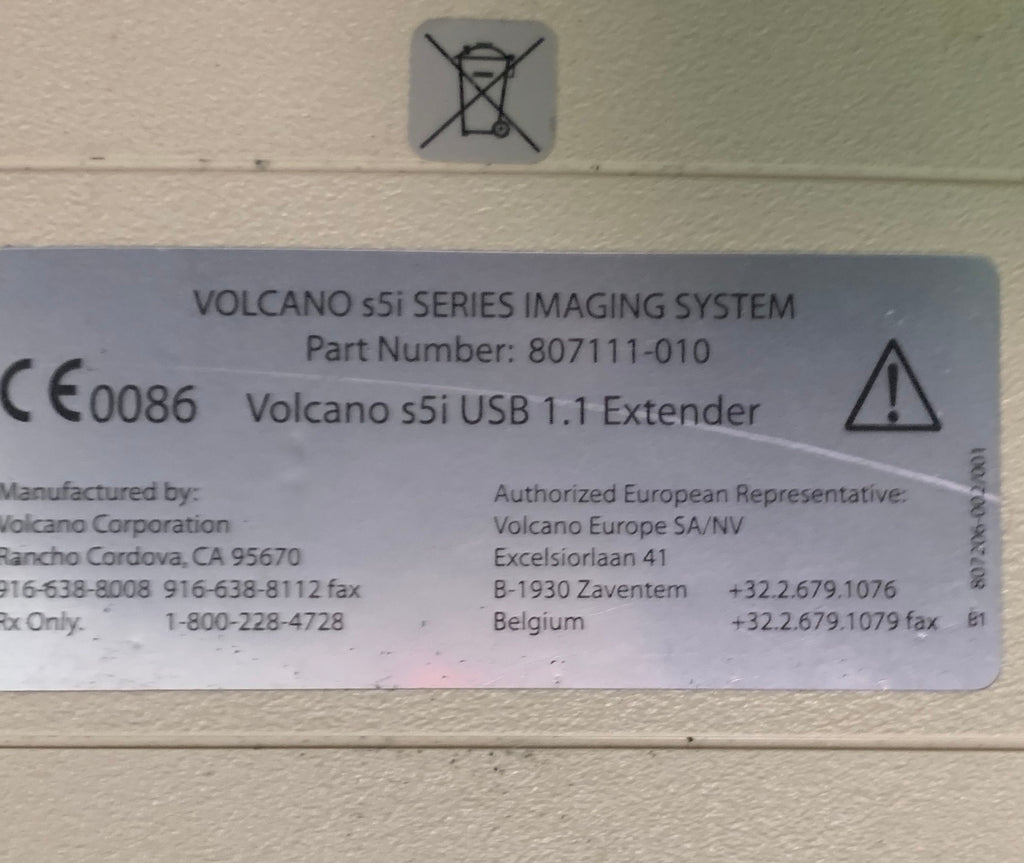 VOLCANO s5i SERIES IMAGING SYSTEM
Part Number: 807111-010
CE 0086 Volcano s5i USB 1.1 Extender
Manufactured by:
Volcano Corporation
Rancho Cordova, CA 95670
916-638-8008 916-638-8112 fax
Rx Only. 1-800-228-4728
Authorized European Representative:
Volcano Europe SA/NV
Excelsiorlaan 41
B-1930 Zaventem +32.2.679.1076
Belgium +32.2.679.1079 fax
807206-002/001
B1